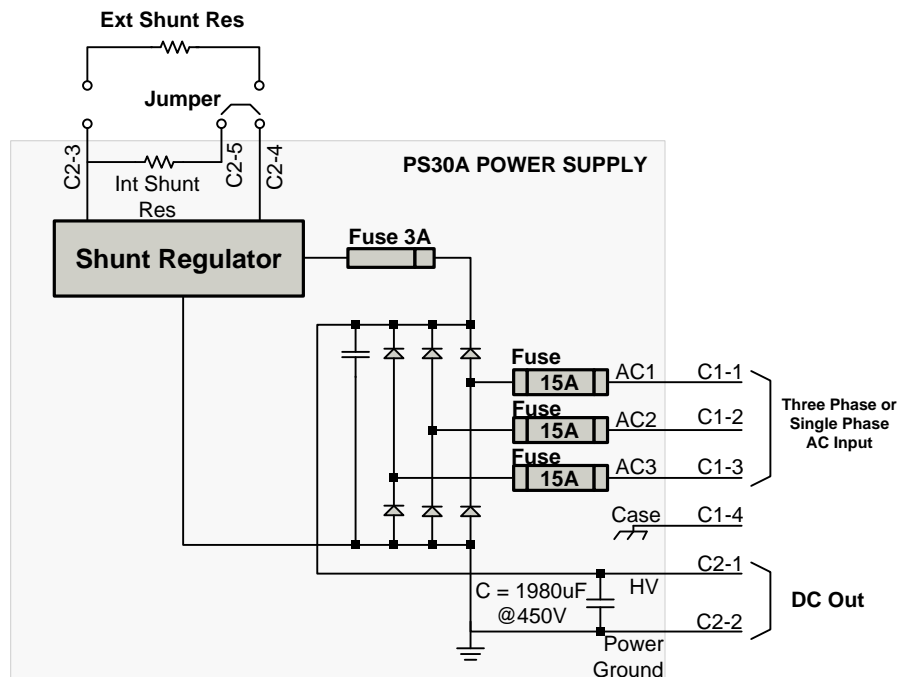 Ext Shunt Res
Jumper
C2-3
C2-5
C2-4
Int Shunt
Res
PS30A POWER SUPPLY
Shunt Regulator
Fuse 3A
Fuse
15A
AC1
C1-1
Fuse
15A
AC2
C1-2
Fuse
15A
AC3
C1-3
Three Phase or
Single Phase
AC Input
Case
C1-4
C2-1
HV
C = 1980uF
@450V
DC Out
C2-2
Power
Ground